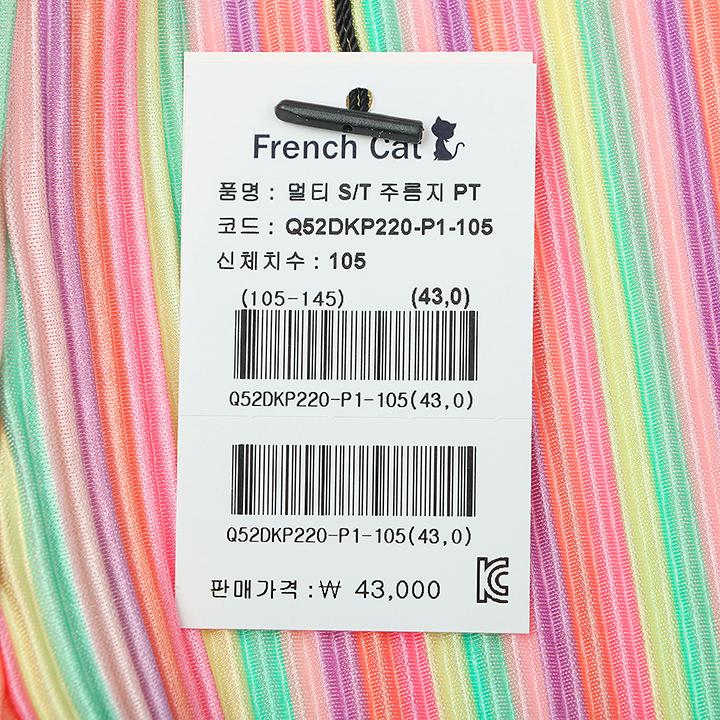 French Cat
품명 : 멀티 S/T 주름지 PT
코드 : Q52DKP220-P1-105
신체치수 : 105
(105-145) (43,0)
Q52DKP220-P1-105(43,0)
Q52DKP220-P1-105(43,0)
판매가격 :₩ 43,000